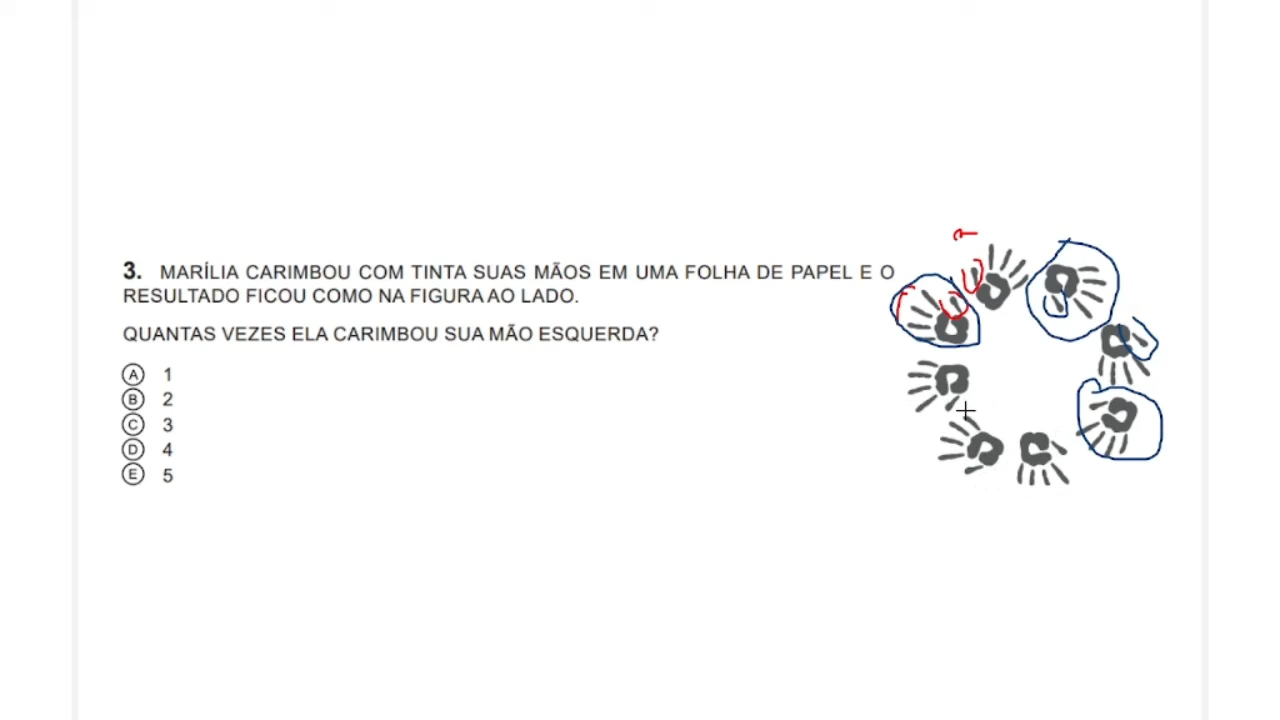 3. MARÍLIA CARIMBOU COM TINTA SUAS MÃOS EM UMA FOLHA DE PAPEL E O
RESULTADO FICOU COMO NA FIGURA AO LADO.
QUANTAS VEZES ELA CARIMBOU SUA MÃO ESQUERDA?
A 1
B 2
C 3
D 4
E 5